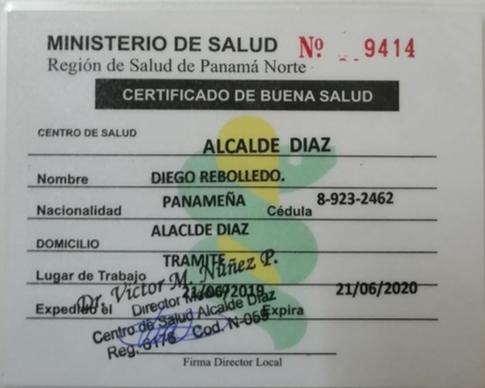 MINISTERIO DE SALUD Nº 9414
Región de Salud de Panamá Norte
CERTIFICADO DE BUENA SALUD
CENTRO DE SALUD
ALCALDE DIAZ
Nombre DIEGO REBOLLEDO.
Nacionalidad PANAMEÑA Cédula 8-923-2462
DOMICILIO ALACLDE DIAZ
Lugar de Trabajo TRAMITE
Expedido el 21/06/2019 Expira 21/06/2020
Dr. Víctor M. Núñez P.
Director Médico
Centro de Salud Alcalde Díaz
Reg. 6175 Cod. N-055
Firma Director Local